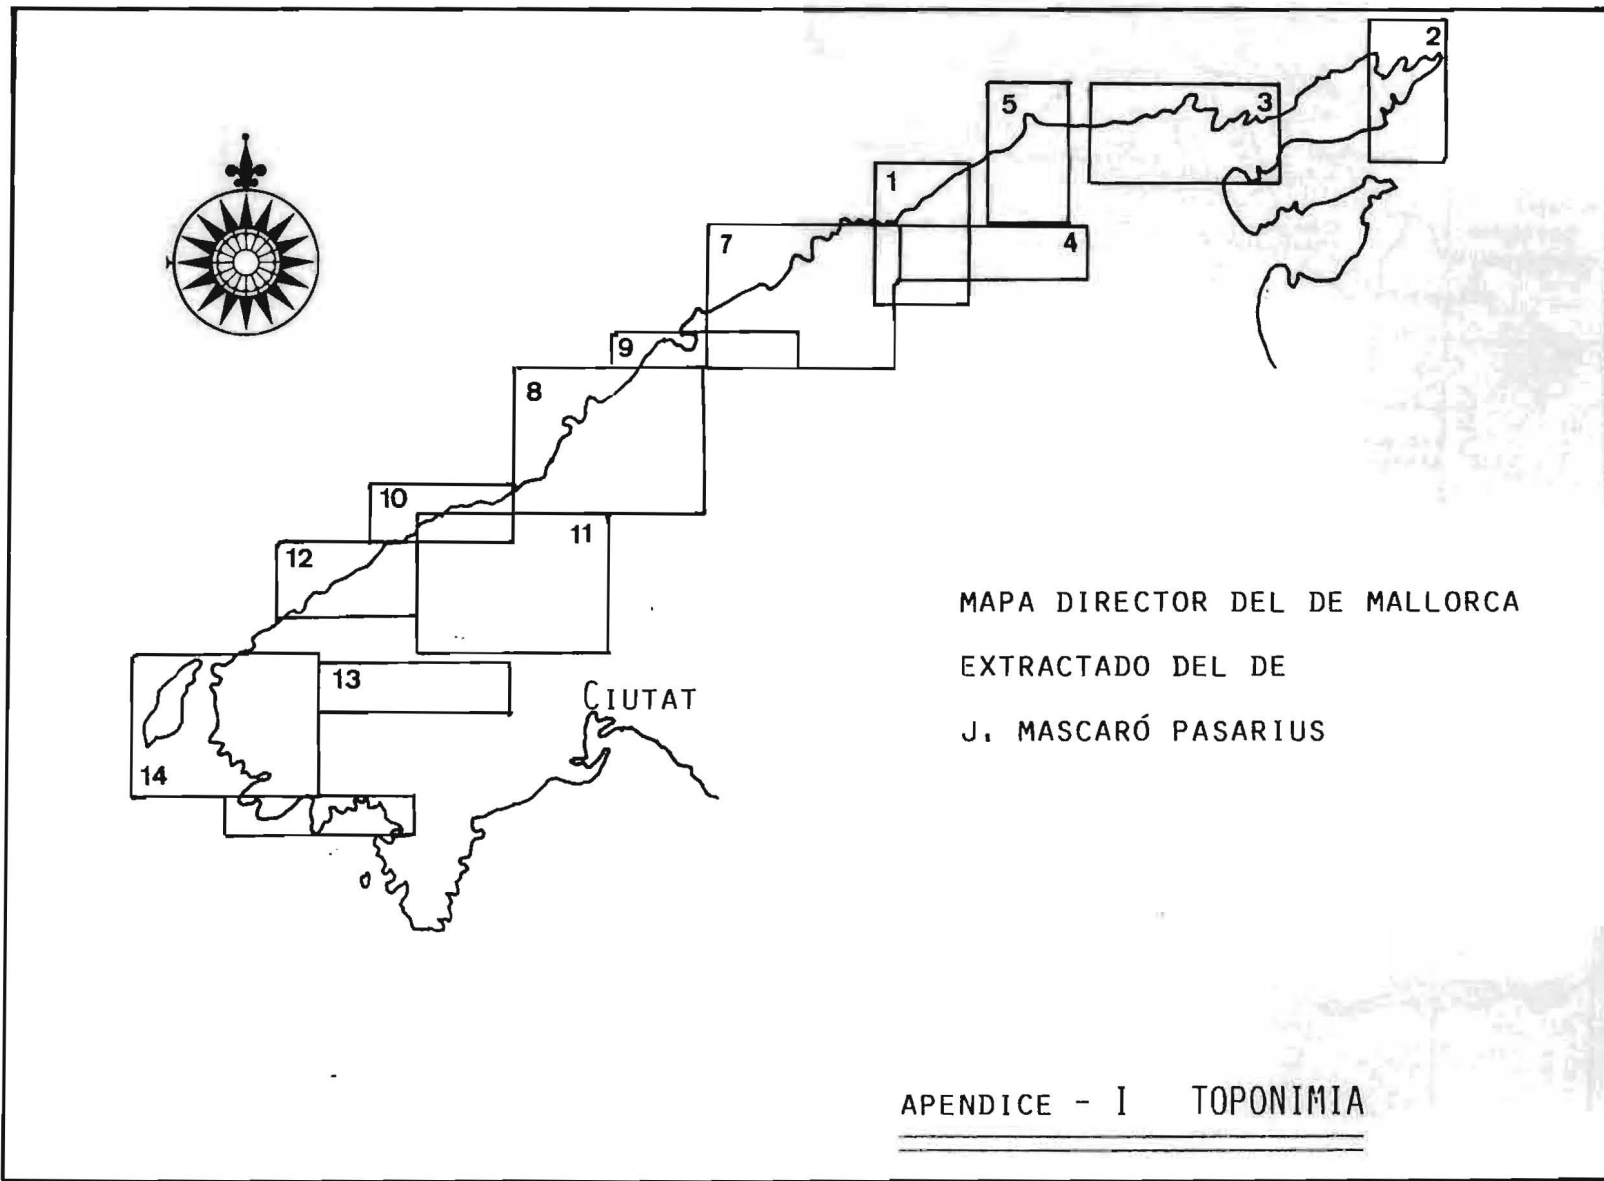 2
5
3
1
7
4
9
8
10
11
12
13
CIUTAT
14
MAPA DIRECTOR DEL DE MALLORCA
EXTRACTADO DEL DE
J. MASCARÓ PASARIUS
APENDICE - I TOPONIMIA